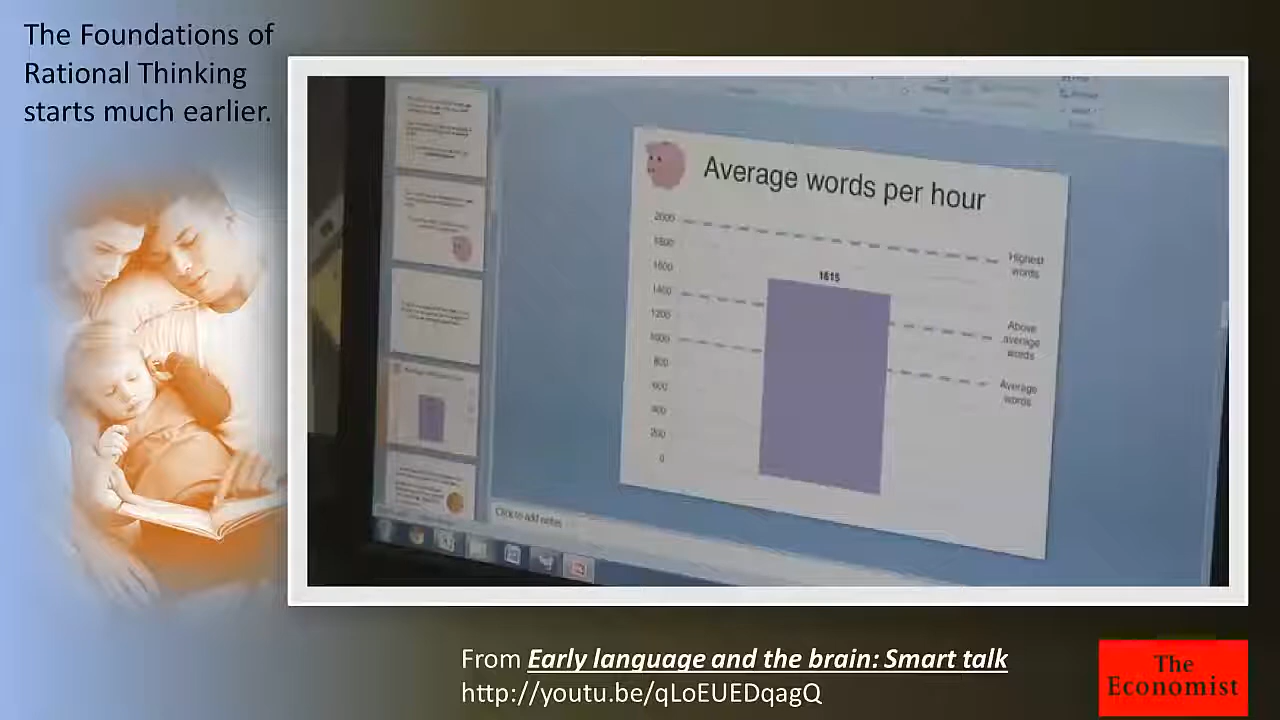 The Foundations of
Rational Thinking
starts much earlier.
Average words per hour
2000
1800
1600
1400
1200
1000
800
600
400
200
0
1615
Highest
words
Above
average
words
Average
words
Click to add notes
From Early language and the brain: Smart talk
http://youtu.be/qLoEUEDqagQ
The
Economist